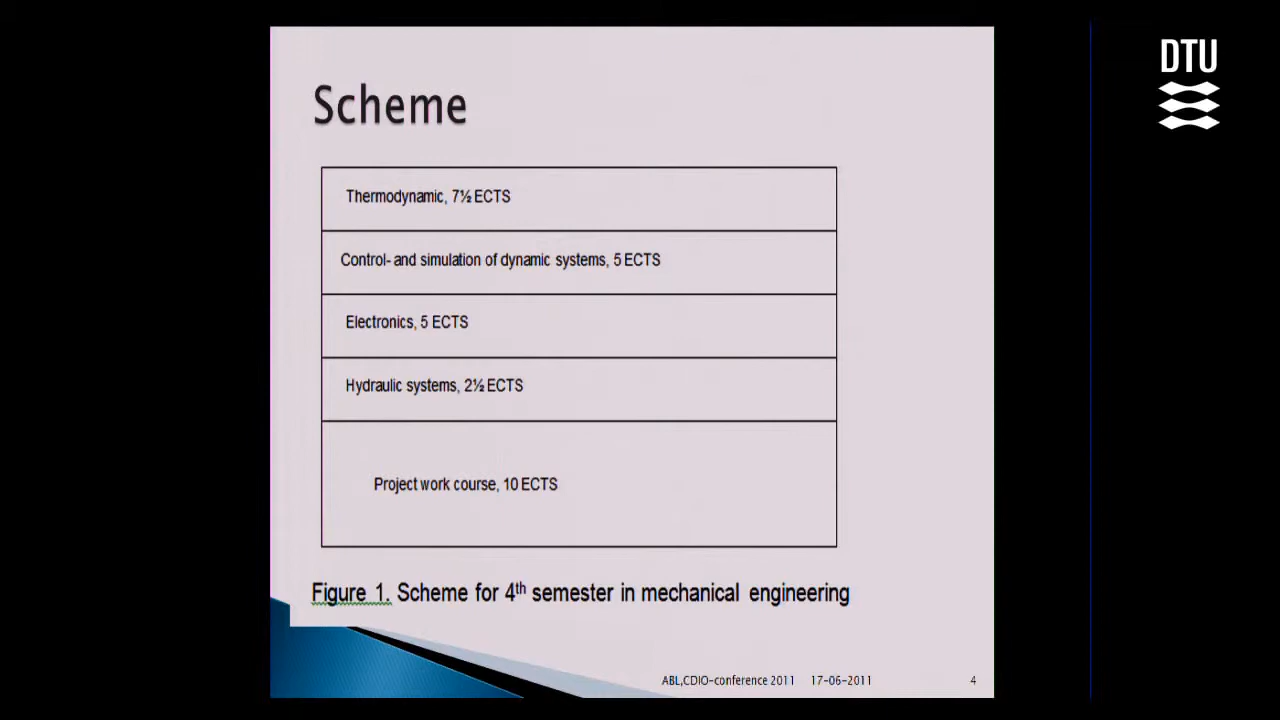 DTU
Scheme
Thermodynamic, 7½ ECTS
Control- and simulation of dynamic systems, 5 ECTS
Electronics, 5 ECTS
Hydraulic systems, 2½ ECTS
Project work course, 10 ECTS
Figure 1. Scheme for 4th semester in mechanical engineering
ABL,CDIO-conference 2011 17-06-2011 4